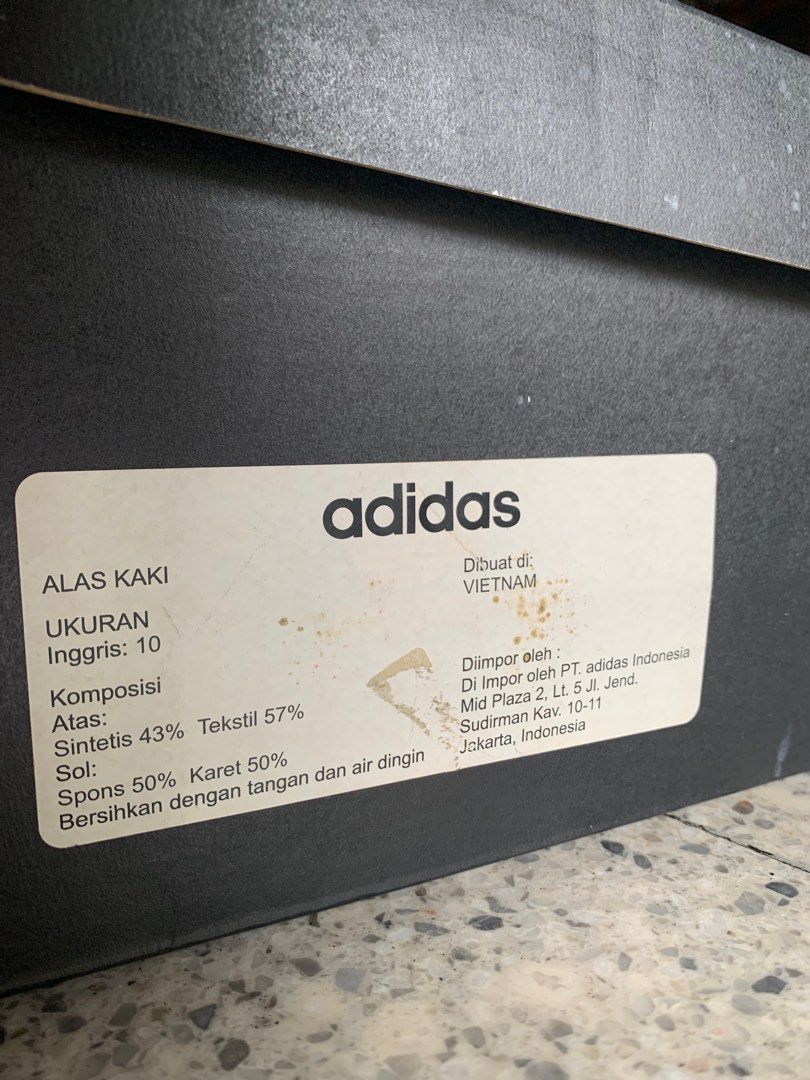 adidas
ALAS KAKI
UKURAN
Inggris: 10
Komposisi
Atas:
Sintetis 43% Tekstil 57%
Sol:
Spons 50% Karet 50%
Bersihkan dengan tangan dan air dingin
Dibuat di:
VIETNAM
Diimpor oleh :
Di Impor oleh PT. adidas Indonesia
Mid Plaza 2, Lt. 5 Jl. Jend.
Sudirman Kav. 10-11
Jakarta, Indonesia